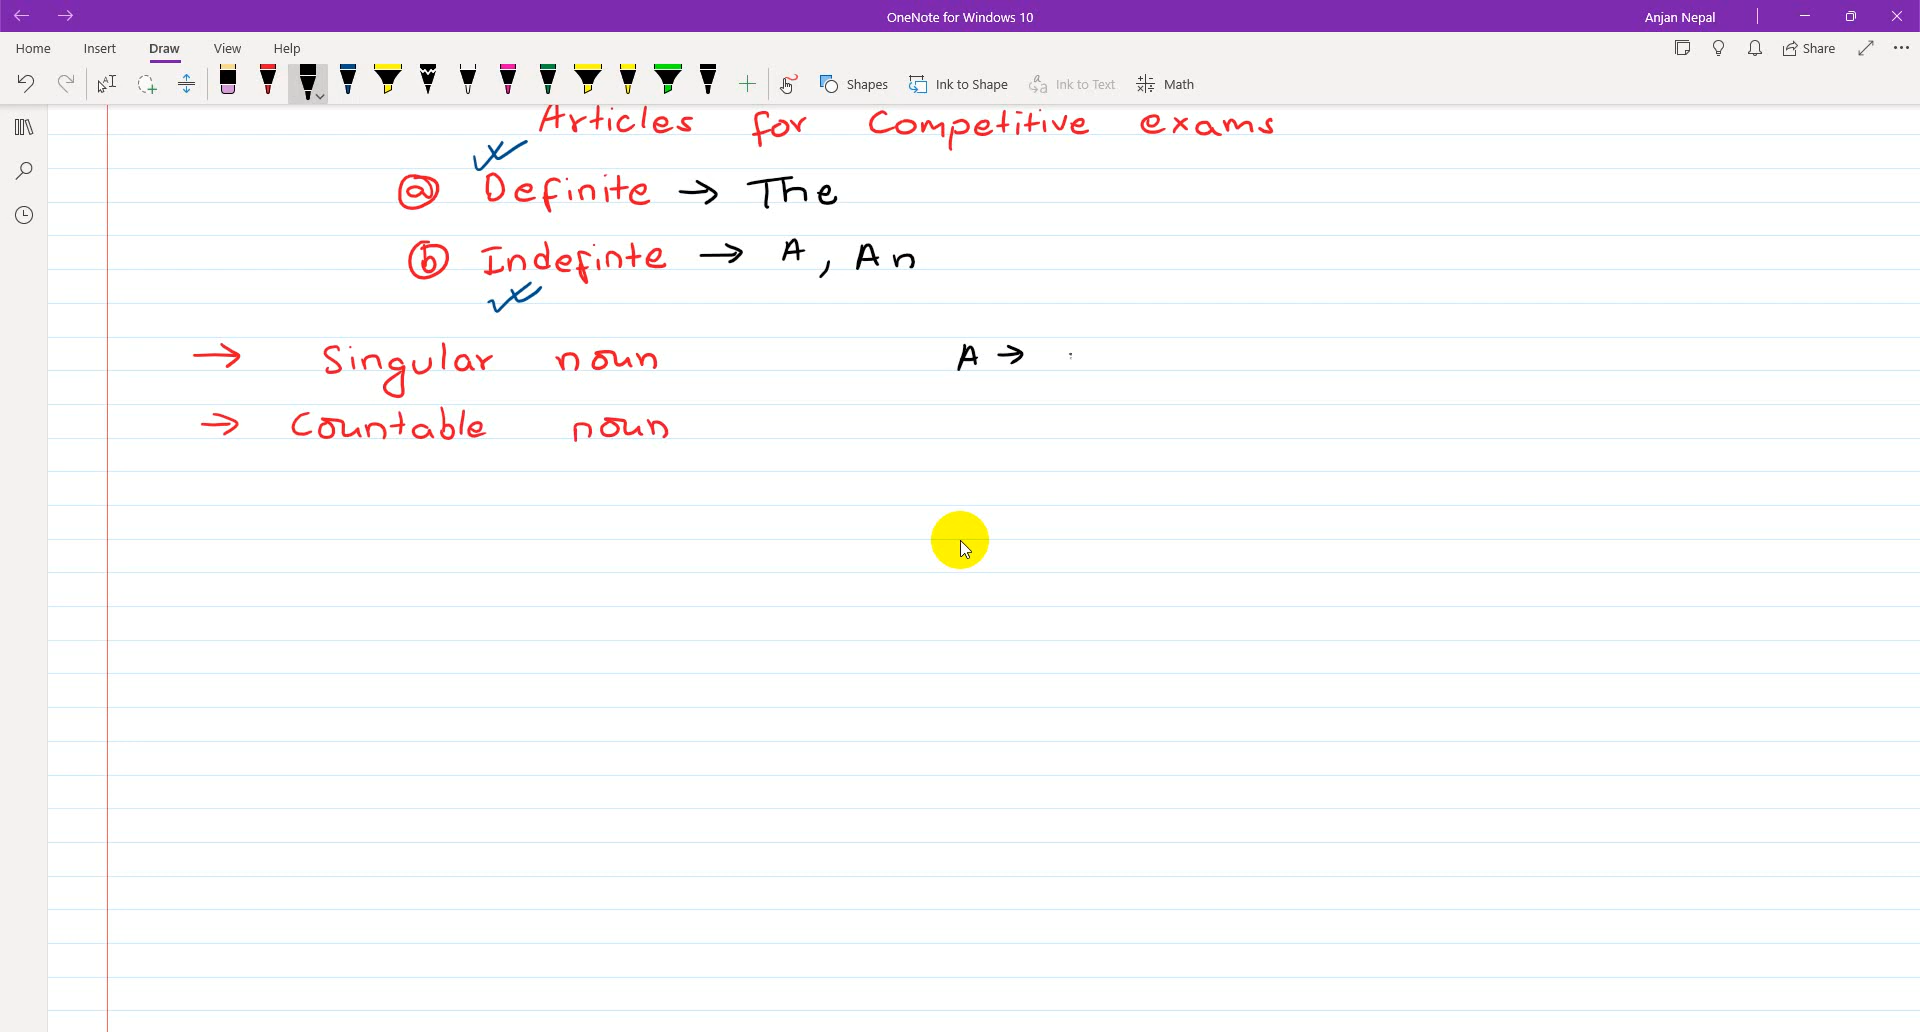 OneNote for Windows 10
Anjan Nepal
Home Insert Draw View Help
Share
Shapes Ink to Shape Ink to Text Math
Articles for Competitive exams
ⓐ Definite → The
ⓑ Indefinte → A, An
→ Singular noun
A →
→ Countable noun